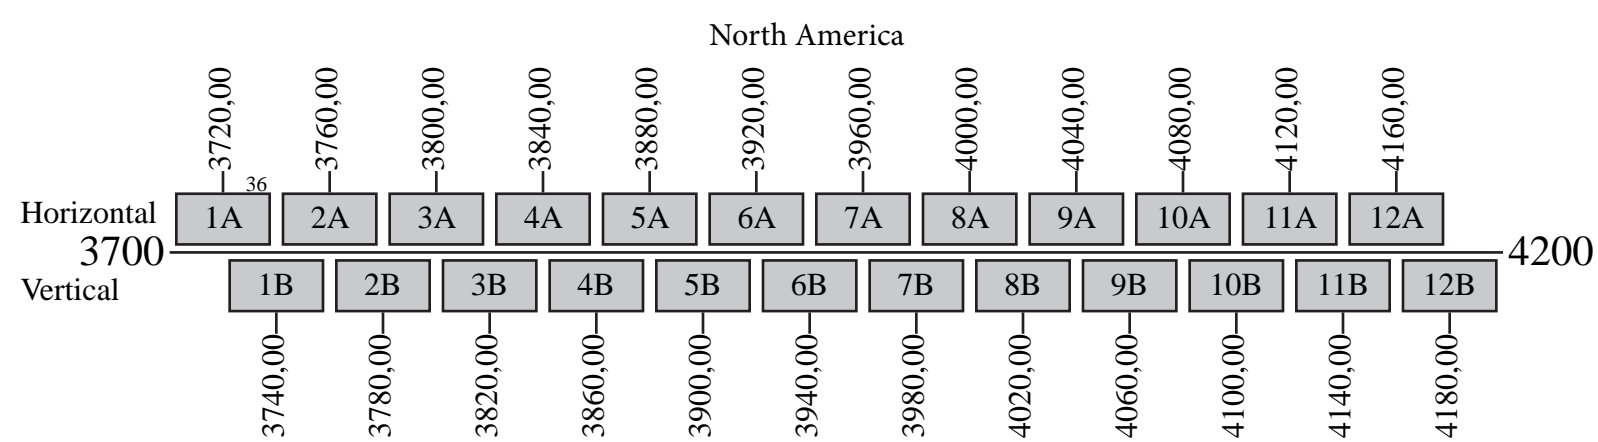 North America
3720,00 3760,00 3800,00 3840,00 3880,00 3920,00 3960,00 4000,00 4040,00 4080,00 4120,00 4160,00
36
Horizontal 1A 2A 3A 4A 5A 6A 7A 8A 9A 10A 11A 12A
3700 4200
Vertical 1B 2B 3B 4B 5B 6B 7B 8B 9B 10B 11B 12B
3740,00 3780,00 3820,00 3860,00 3900,00 3940,00 3980,00 4020,00 4060,00 4100,00 4140,00 4180,00